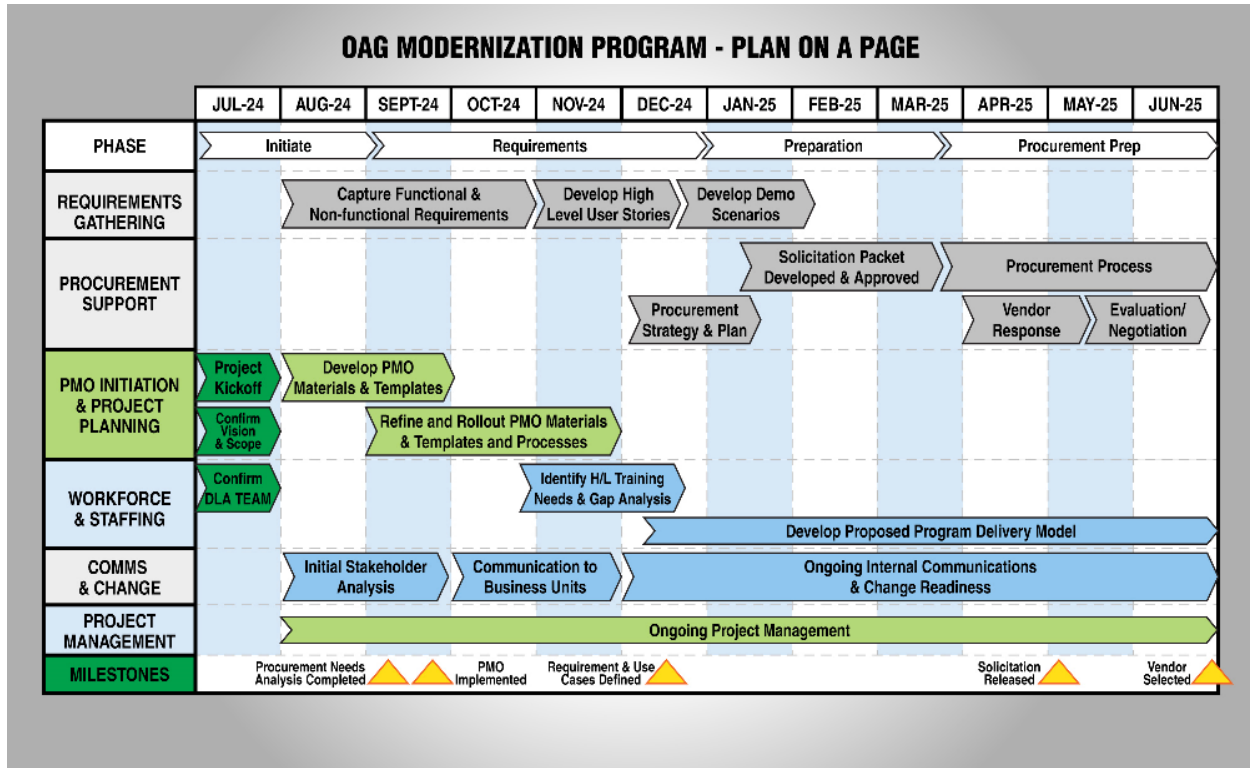 OAG MODERNIZATION PROGRAM - PLAN ON A PAGE
JUL-24 AUG-24 SEPT-24 OCT-24 NOV-24 DEC-24 JAN-25 FEB-25 MAR-25 APR-25 MAY-25 JUN-25
PHASE
Initiate
Requirements
Preparation
Procurement Prep
REQUIREMENTS
GATHERING
Capture Functional &
Non-functional Requirements
Develop High
Level User Stories
Develop Demo
Scenarios
PROCUREMENT
SUPPORT
Solicitation Packet
Developed & Approved
Procurement Process
Procurement
Strategy & Plan
Vendor
Response
Evaluation/
Negotiation
PMO INITIATION
& PROJECT
PLANNING
Project
Kickoff
Develop PMO
Materials & Templates
Confirm
Vision
& Scope
Refine and Rollout PMO Materials
& Templates and Processes
WORKFORCE
& STAFFING
Confirm
DLA TEAM
Identify H/L Training
Needs & Gap Analysis
Develop Proposed Program Delivery Model
COMMS
& CHANGE
Initial Stakeholder
Analysis
Communication to
Business Units
Ongoing Internal Communications
& Change Readiness
PROJECT
MANAGEMENT
Ongoing Project Management
MILESTONES
Procurement Needs
Analysis Completed
PMO
Implemented
Requirement & Use
Cases Defined
Solicitation
Released
Vendor
Selected